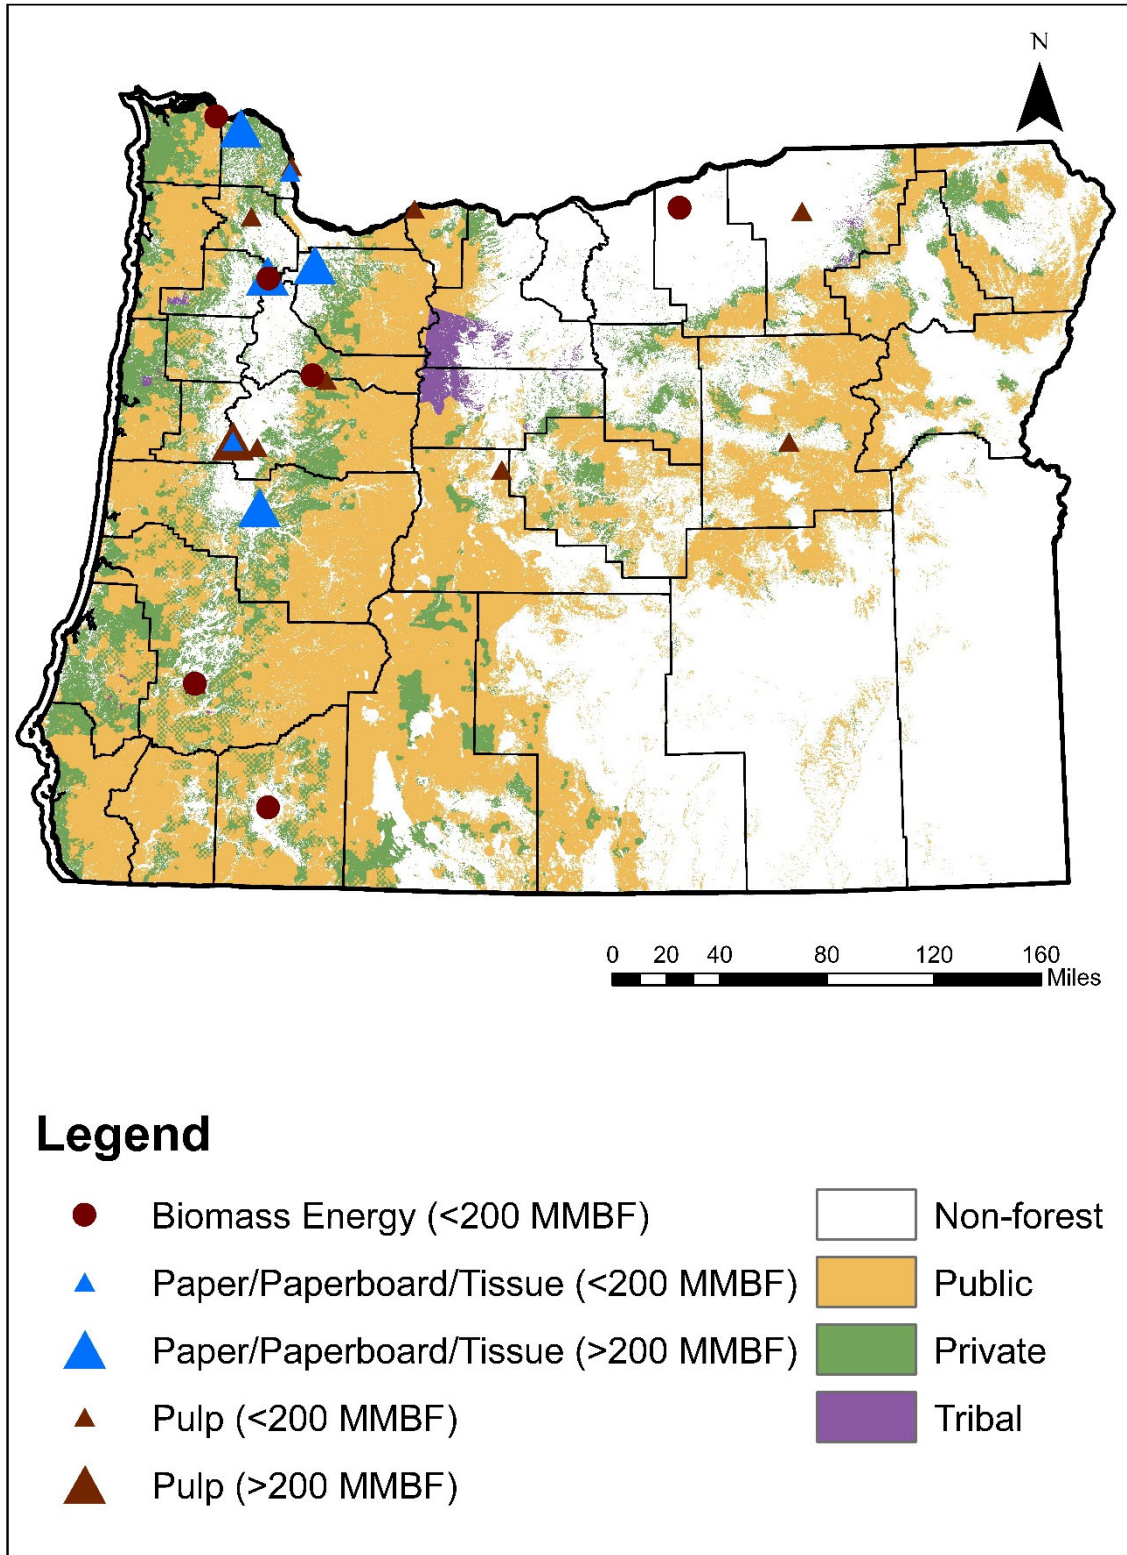 N
0 20 40 80 120 160
Miles
Legend
Biomass Energy (<200 MMBF)
Paper/Paperboard/Tissue (<200 MMBF)
Paper/Paperboard/Tissue (>200 MMBF)
Pulp (<200 MMBF)
Pulp (>200 MMBF)
Non-forest
Public
Private
Tribal